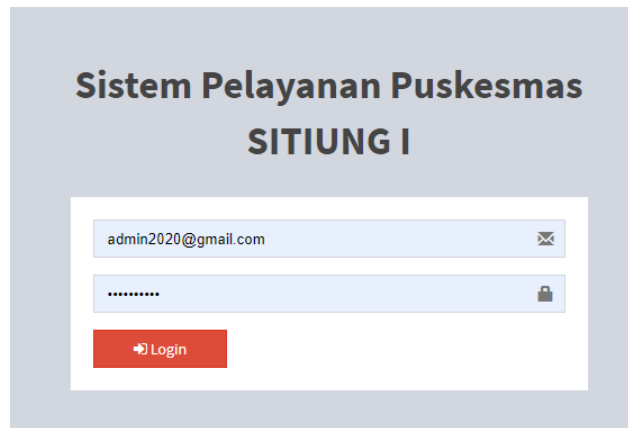 Sistem Pelayanan Puskesmas
SITIUNG I
admin2020@gmail.com
••••••••••
Login